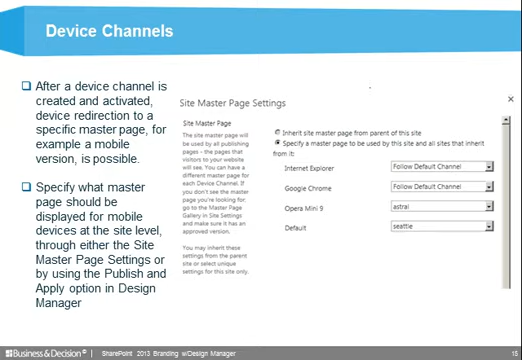 Device Channels
After a device channel is
created and activated,
device redirection to a
specific master page, for
example a mobile
version, is possible.
Specify what master
page should be
displayed for mobile
devices at the site level,
through either the Site
Master Page Settings or
by using the Publish and
Apply option in Design
Manager
Site Master Page Settings
Site Master Page
The site master page will
be used by all publishing
pages - the pages that
visitors to your website
will see. You can have a
different master page for
each Device Channel. If
you don't see the master
page you're looking for:
go to the Master Page
Gallery in Site Settings
and make sure it has an
approved version.
You may inherit these
settings from the parent
site or select unique
settings for this site only.
Inherit site master page from parent of this site
Specify a master page to be used by this site and all sites that inherit
from it:
Internet Explorer Follow Default Channel
Google Chrome Follow Default Channel
Opera Mini 9 astral
Default seattle
Business & Decision © | SharePoint 2013 Branding w/Design Manager 15